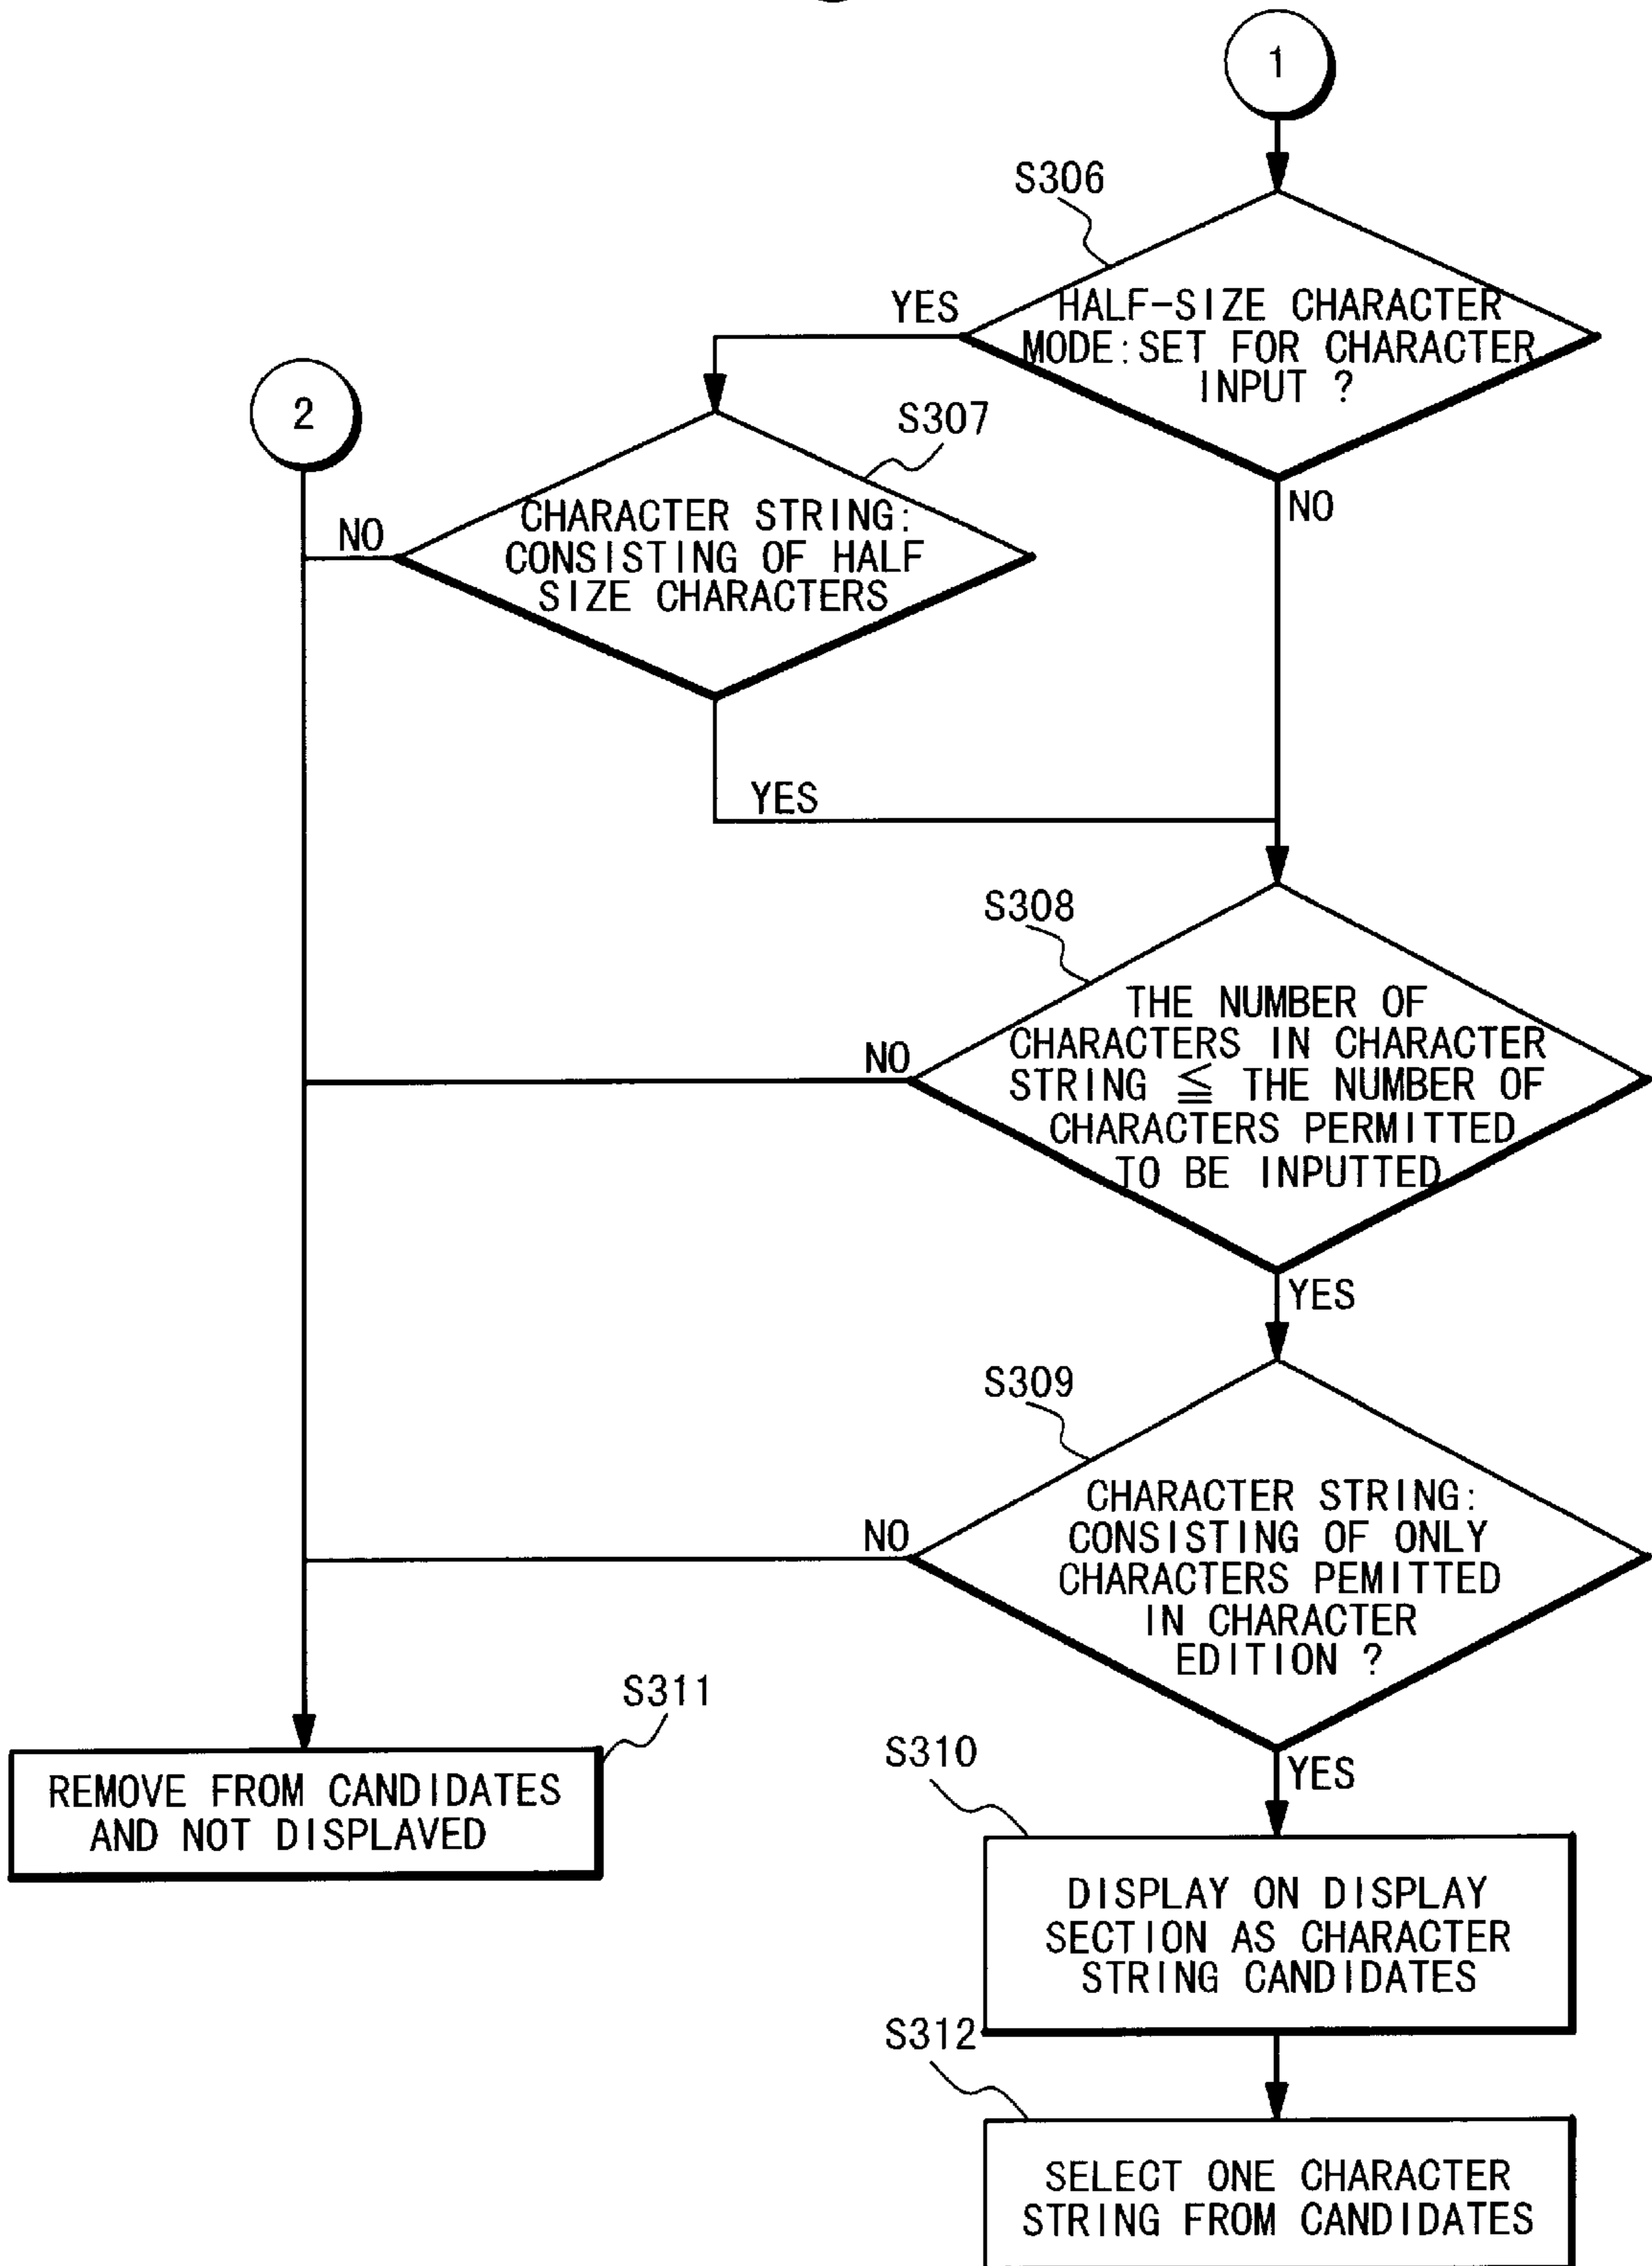 1
S306
YES
HALF-SIZE CHARACTER
MODE:SET FOR CHARACTER
INPUT ?
NO
2
S307
NO
CHARACTER STRING:
CONSISTING OF HALF
SIZE CHARACTERS
YES
S308
NO
THE NUMBER OF
CHARACTERS IN CHARACTER
STRING ≦ THE NUMBER OF
CHARACTERS PERMITTED
TO BE INPUTTED
YES
S309
NO
CHARACTER STRING:
CONSISTING OF ONLY
CHARACTERS PEMITTED
IN CHARACTER
EDITION ?
YES
S311
REMOVE FROM CANDIDATES
AND NOT DISPLAVED
S310
DISPLAY ON DISPLAY
SECTION AS CHARACTER
STRING CANDIDATES
S312
SELECT ONE CHARACTER
STRING FROM CANDIDATES